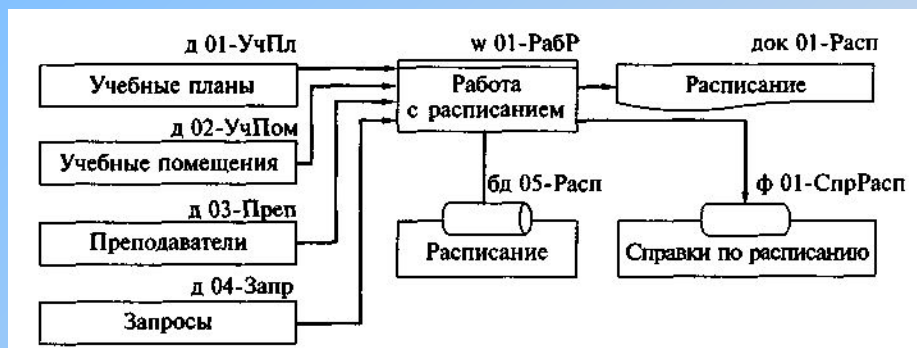 д 01-УчПл
w 01-РабР
док 01-Расп
Учебные планы
Работа
с расписанием
Расписание
д 02-УчПом
Учебные помещения
бд 05-Расп
ф 01-СпрРасп
д 03-Преп
Преподаватели
Расписание
Справки по расписанию
д 04-Запр
Запросы